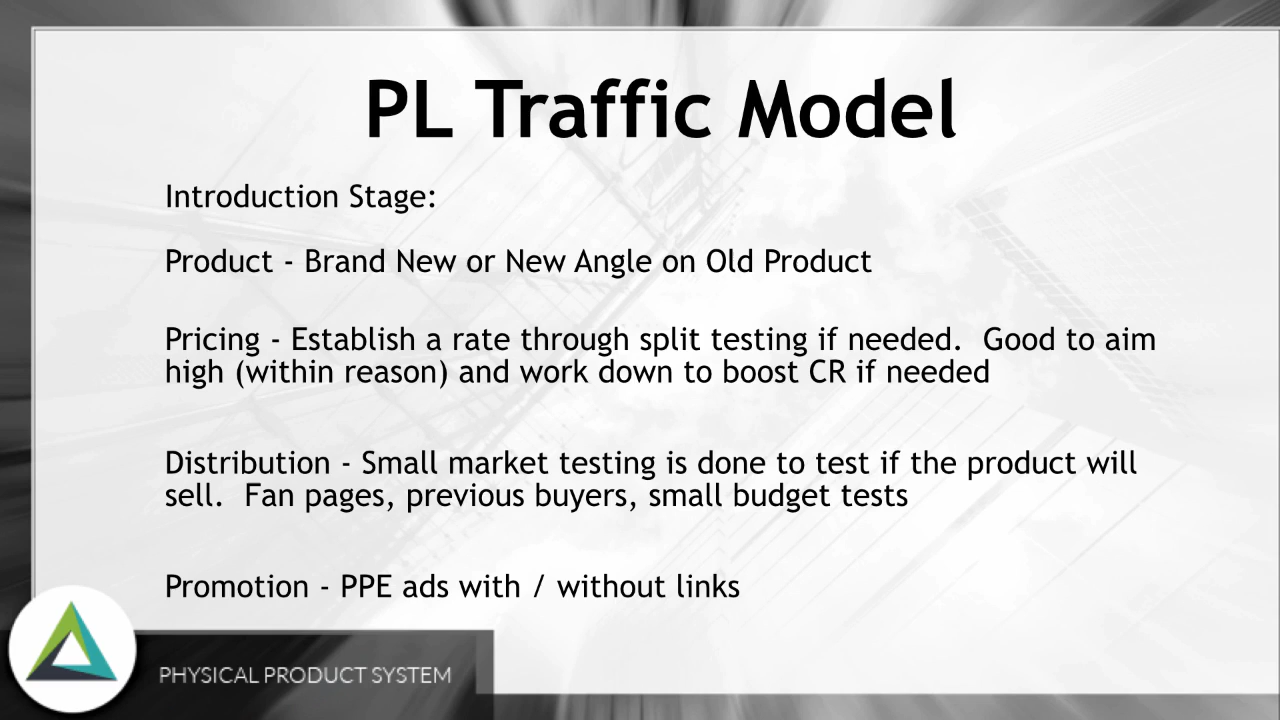 PL Traffic Model
Introduction Stage:
Product - Brand New or New Angle on Old Product
Pricing - Establish a rate through split testing if needed.  Good to aim
high (within reason) and work down to boost CR if needed
Distribution - Small market testing is done to test if the product will
sell.  Fan pages, previous buyers, small budget tests
Promotion - PPE ads with / without links
PHYSICAL PRODUCT SYSTEM